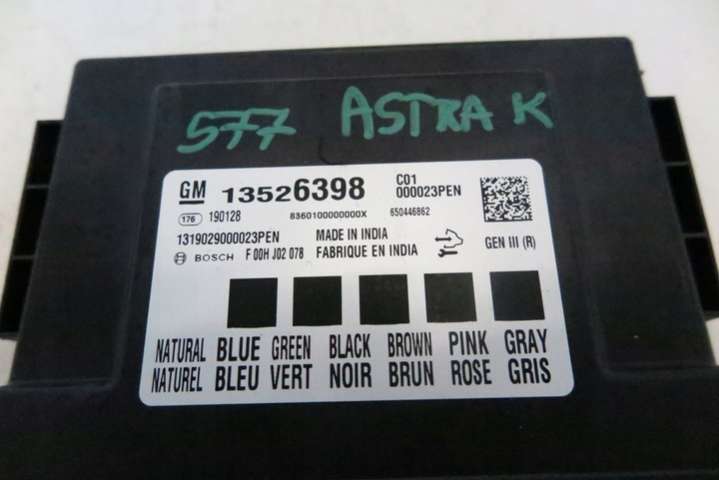 577 ASTRA K
GM 13526398 C01
000023PEN
176 190128 8360100000000X 650446862
1319029000023PEN MADE IN INDIA
BOSCH F 00H J02 078 FABRIQUE EN INDIA GEN III (R)
NATURAL BLUE GREEN BLACK BROWN PINK GRAY
NATUREL BLEU VERT NOIR BRUN ROSE GRIS